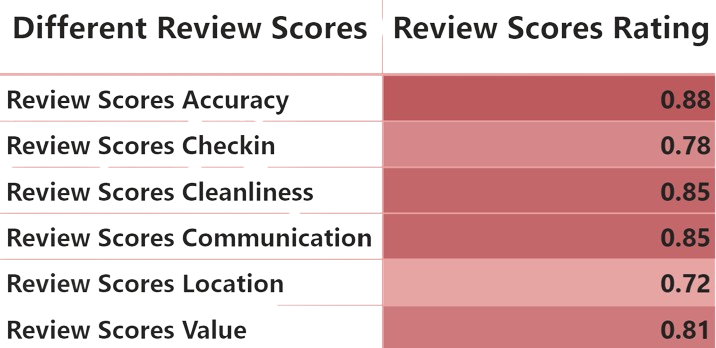 Different Review Scores Review Scores Rating
Review Scores Accuracy 0.88
Review Scores Checkin 0.78
Review Scores Cleanliness 0.85
Review Scores Communication 0.85
Review Scores Location 0.72
Review Scores Value 0.81